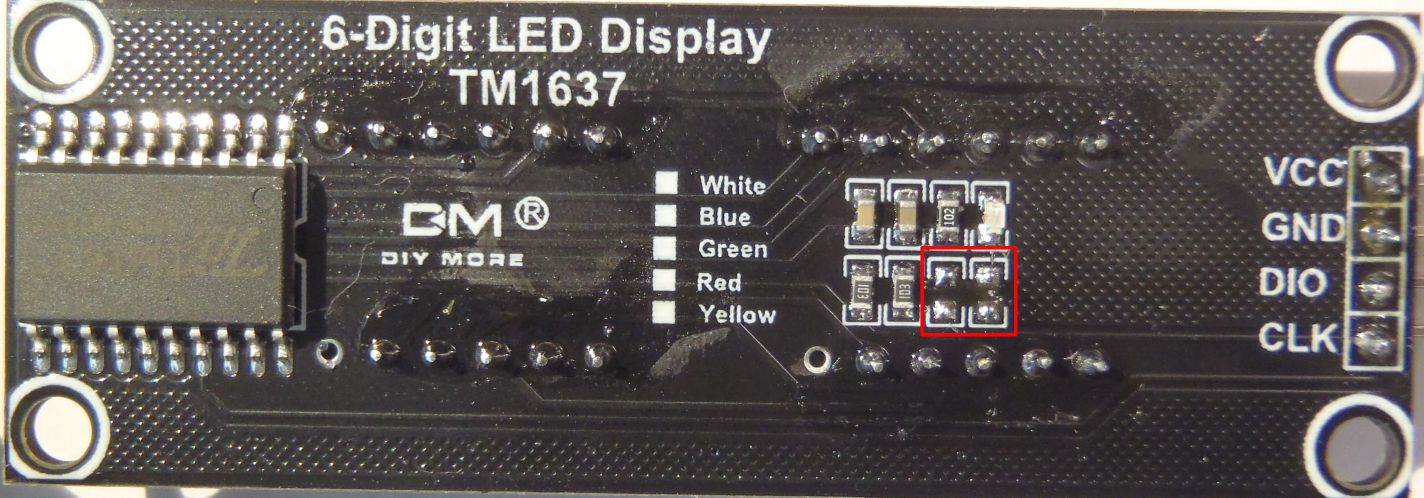 6-Digit LED Display
TM1637
White
Blue
Green
Red
Yellow
DM®
DIY MORE
102
103
103
VCC
GND
DIO
CLK